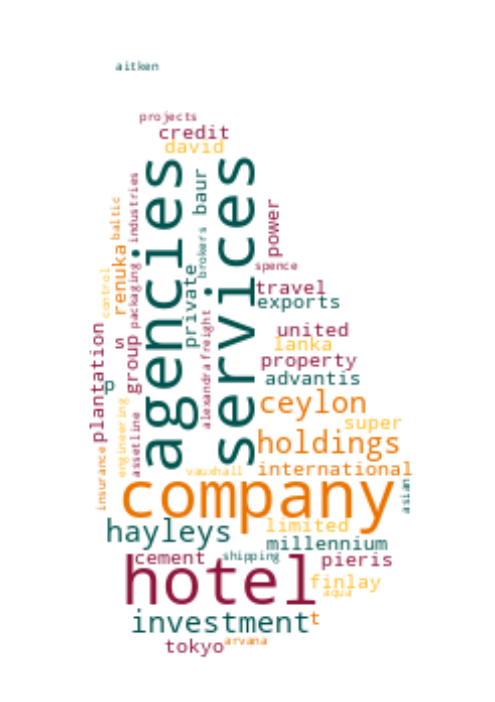 aitken
projects
credit
david
agencies
services
industries
baur
baltic
power
brokers
spence
renuka
packaging
private
control
travel
exports
freight
alexandra
plantation
s
group
united
lanka
property
p
advantis
engineering
assetline
ceylon
super
holdings
insurance
vauxhall
international
company
asian
hayleys
limited
millennium
cement
shipping
pieris
hotel
finlay
aqua
investment
t
arvana
tokyo